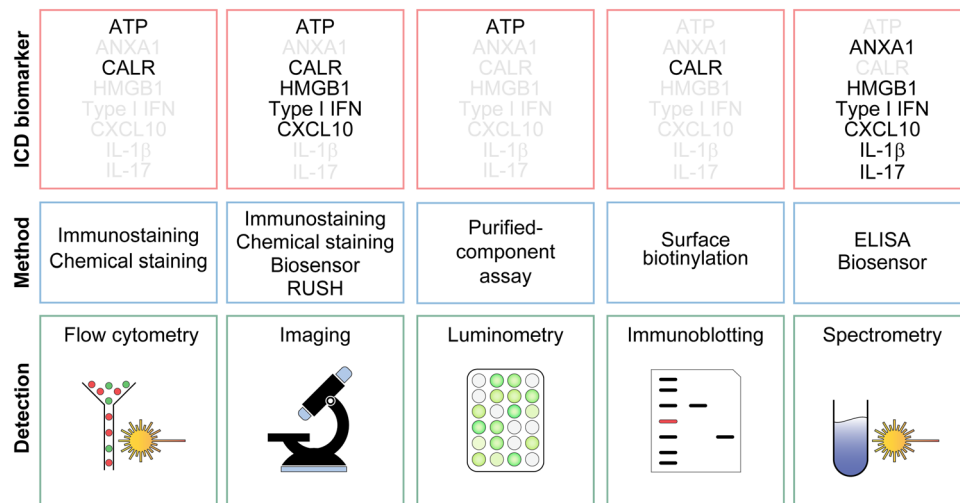 ICD biomarker
ATP
ANXA1
CALR
HMGB1
Type I IFN
CXCL10
IL-1β
IL-17
ATP
ANXA1
CALR
HMGB1
Type I IFN
CXCL10
IL-1β
IL-17
ATP
ANXA1
CALR
HMGB1
Type I IFN
CXCL10
IL-1β
IL-17
ATP
ANXA1
CALR
HMGB1
Type I IFN
CXCL10
IL-1β
IL-17
ATP
ANXA1
CALR
HMGB1
Type I IFN
CXCL10
IL-1β
IL-17
Method
Immunostaining
Chemical staining
Immunostaining
Chemical staining
Biosensor
RUSH
Purified-
component
assay
Surface
biotinylation
ELISA
Biosensor
Detection
Flow cytometry
Imaging
Luminometry
Immunoblotting
Spectrometry